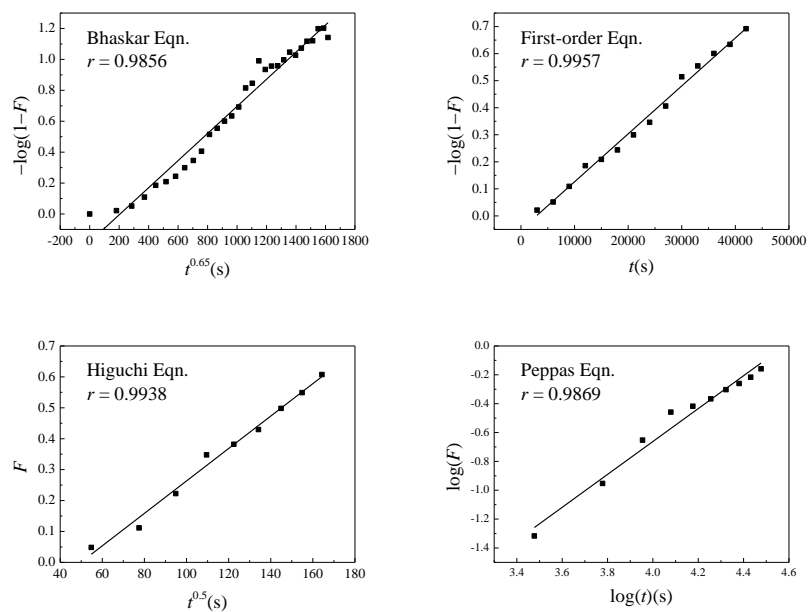 Bhaskar Eqn.
r = 0.9856
−log(1−F)
1.2
1.0
0.8
0.6
0.4
0.2
0.0
-200 0 200 400 600 800 1000 1200 1400 1600 1800
t^0.65(s)
First-order Eqn.
r = 0.9957
−log(1−F)
0.7
0.6
0.5
0.4
0.3
0.2
0.1
0.0
0 10000 20000 30000 40000 50000
t(s)
Higuchi Eqn.
r = 0.9938
F
0.7
0.6
0.5
0.4
0.3
0.2
0.1
0.0
40 60 80 100 120 140 160 180
t^0.5(s)
Peppas Eqn.
r = 0.9869
log(F)
0.0
-0.2
-0.4
-0.6
-0.8
-1.0
-1.2
-1.4
3.4 3.6 3.8 4.0 4.2 4.4 4.6
log(t)(s)